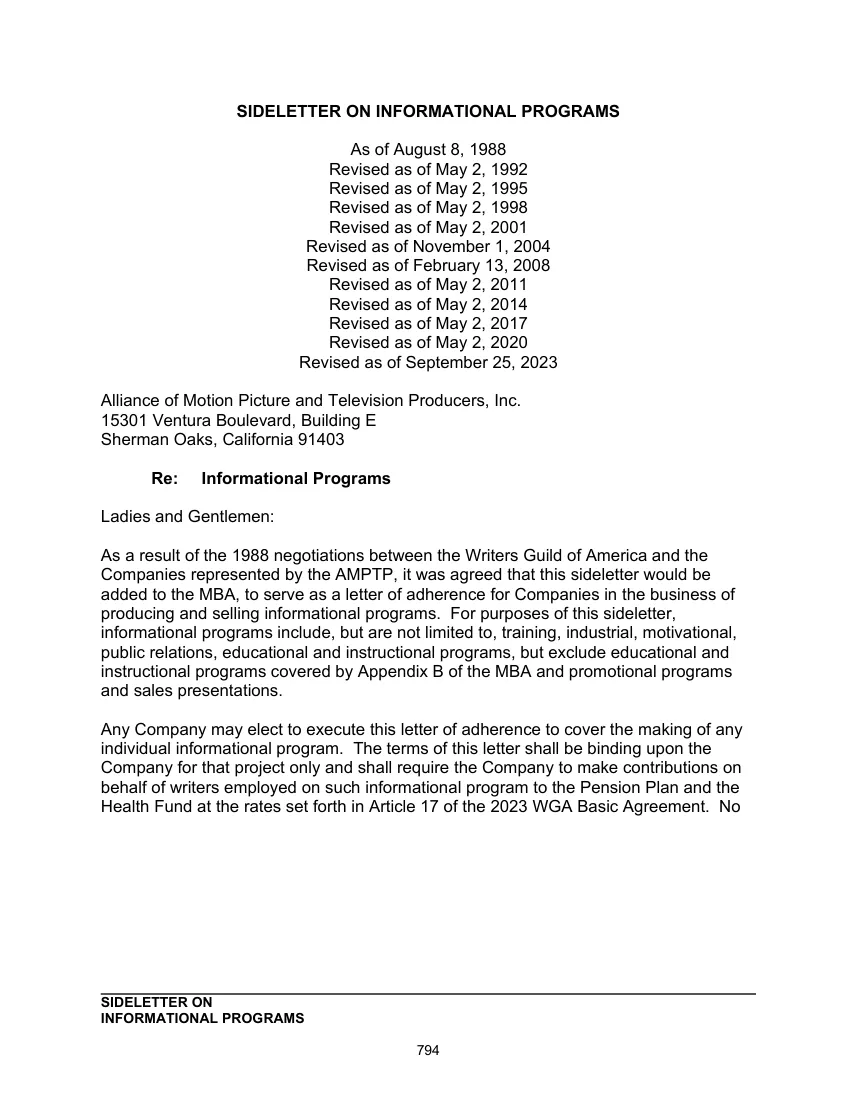 SIDELETTER ON INFORMATIONAL PROGRAMS
As of August 8, 1988
Revised as of May 2, 1992
Revised as of May 2, 1995
Revised as of May 2, 1998
Revised as of May 2, 2001
Revised as of November 1, 2004
Revised as of February 13, 2008
Revised as of May 2, 2011
Revised as of May 2, 2014
Revised as of May 2, 2017
Revised as of May 2, 2020
Revised as of September 25, 2023
Alliance of Motion Picture and Television Producers, Inc.
15301 Ventura Boulevard, Building E
Sherman Oaks, California 91403
Re: Informational Programs
Ladies and Gentlemen:
As a result of the 1988 negotiations between the Writers Guild of America and the
Companies represented by the AMPTP, it was agreed that this sideletter would be
added to the MBA, to serve as a letter of adherence for Companies in the business of
producing and selling informational programs. For purposes of this sideletter,
informational programs include, but are not limited to, training, industrial, motivational,
public relations, educational and instructional programs, but exclude educational and
instructional programs covered by Appendix B of the MBA and promotional programs
and sales presentations.
Any Company may elect to execute this letter of adherence to cover the making of any
individual informational program. The terms of this letter shall be binding upon the
Company for that project only and shall require the Company to make contributions on
behalf of writers employed on such informational program to the Pension Plan and the
Health Fund at the rates set forth in Article 17 of the 2023 WGA Basic Agreement. No
SIDELETTER ON
INFORMATIONAL PROGRAMS
794